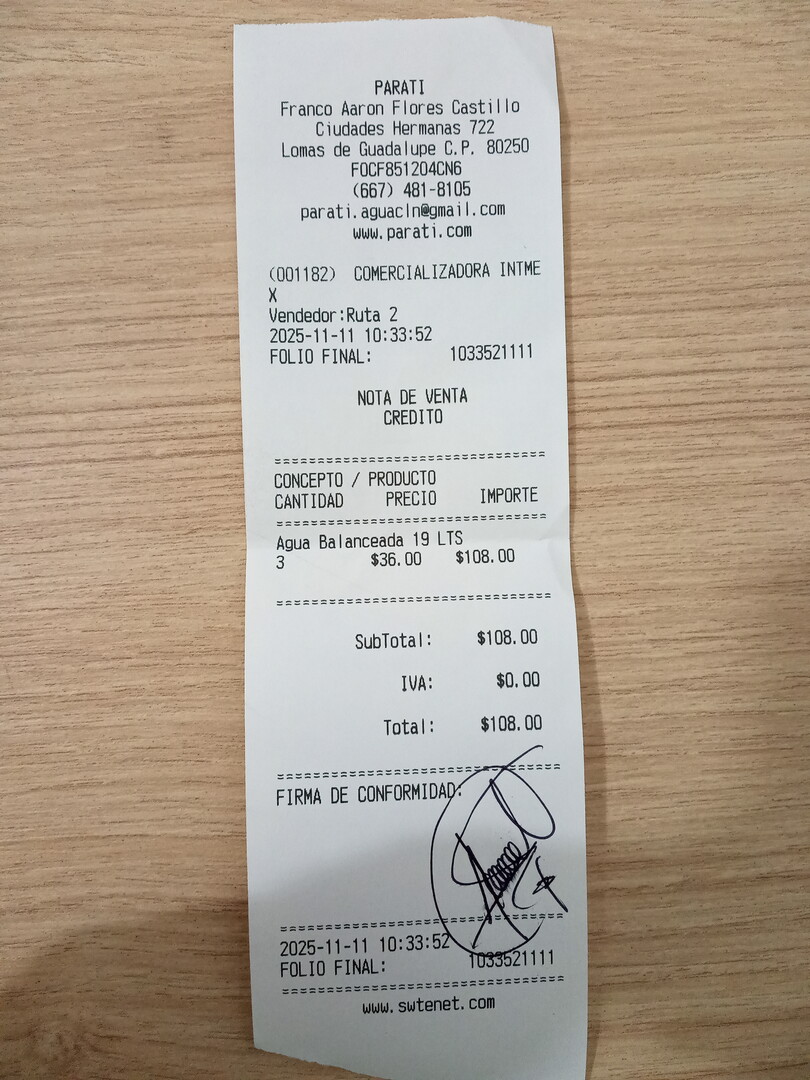 PARATI
Franco Aaron Flores Castillo
Ciudades Hermanas 722
Lomas de Guadalupe C.P. 80250
FOCF851204CN6
(667) 481-8105
parati.aguacln@gmail.com
www.parati.com
(001182) COMERCIALIZADORA INTME
X
Vendedor:Ruta 2
2025-11-11 10:33:52
FOLIO FINAL: 1033521111
NOTA DE VENTA
CREDITO
CONCEPTO / PRODUCTO
CANTIDAD PRECIO IMPORTE
Agua Balanceada 19 LTS
3 $36.00 $108.00
SubTotal: $108.00
IVA: $0.00
Total: $108.00
FIRMA DE CONFORMIDAD:
2025-11-11 10:33:52
FOLIO FINAL: 1033521111
www.swtenet.com